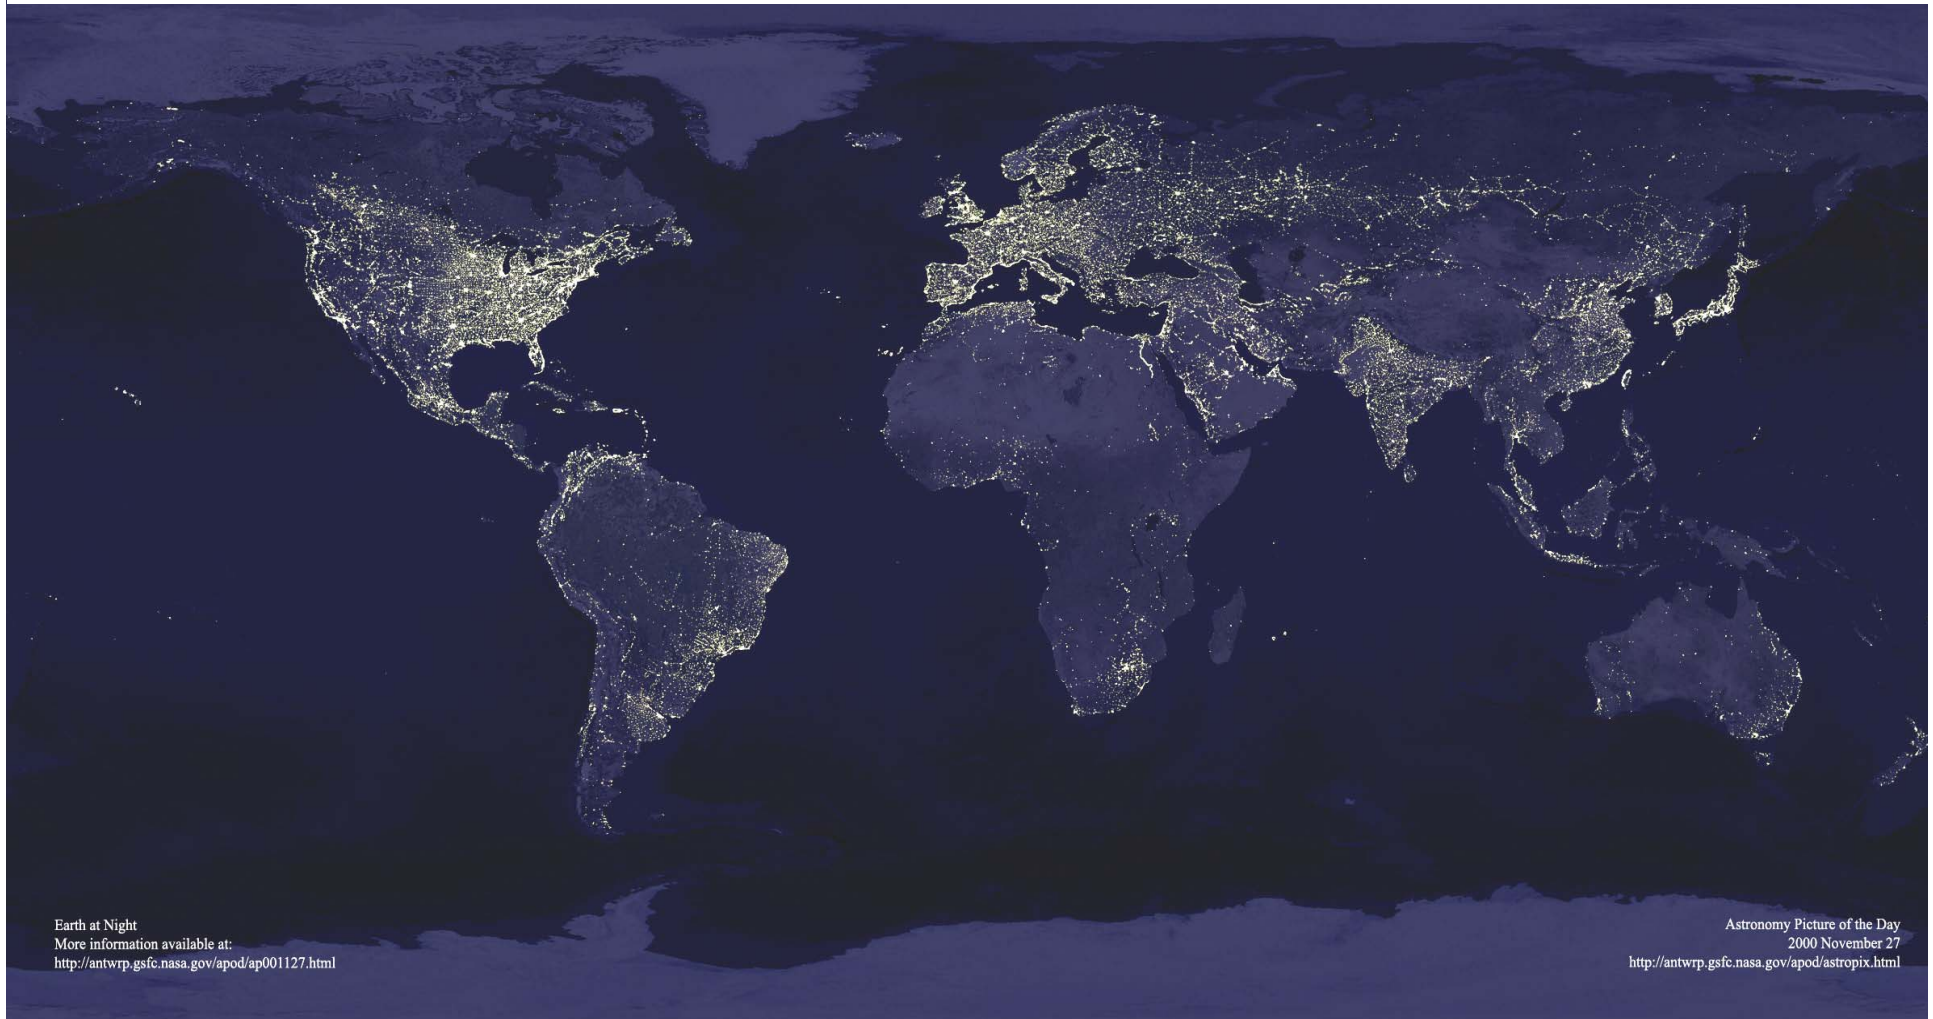 Earth at Night
More information available at:
http://antwrp.gsfc.nasa.gov/apod/ap001127.html
Astronomy Picture of the Day
2000 November 27
http://antwrp.gsfc.nasa.gov/apod/astropix.html